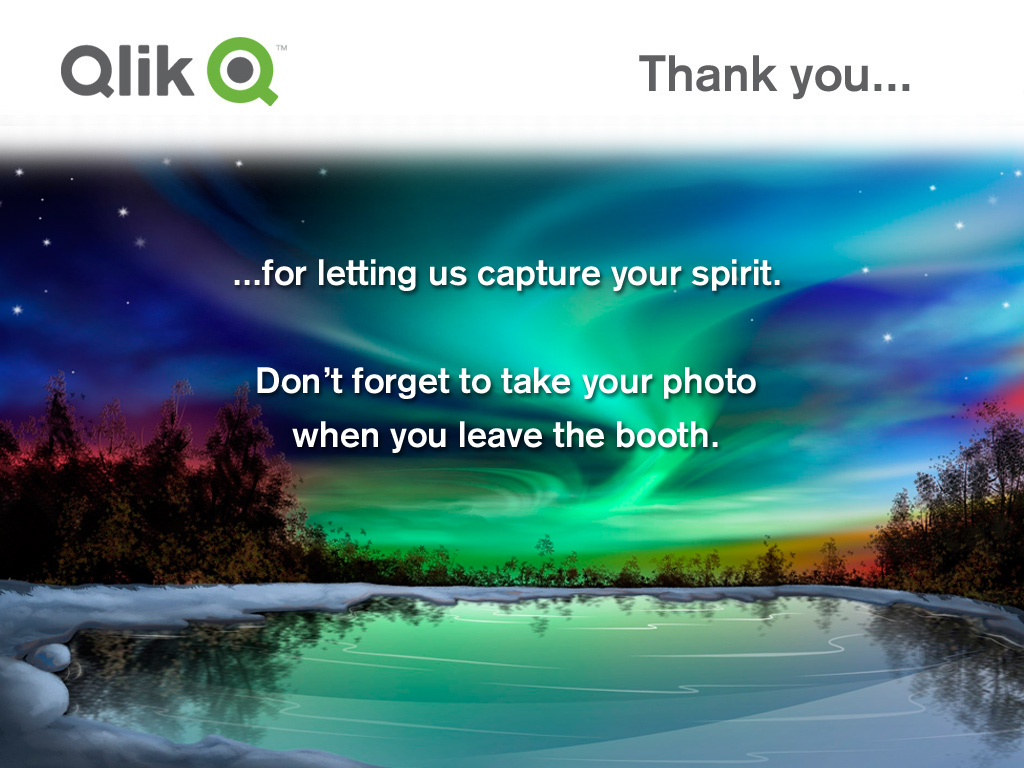 Qlik Q™
Thank you...
...for letting us capture your spirit.
Don’t forget to take your photo
when you leave the booth.